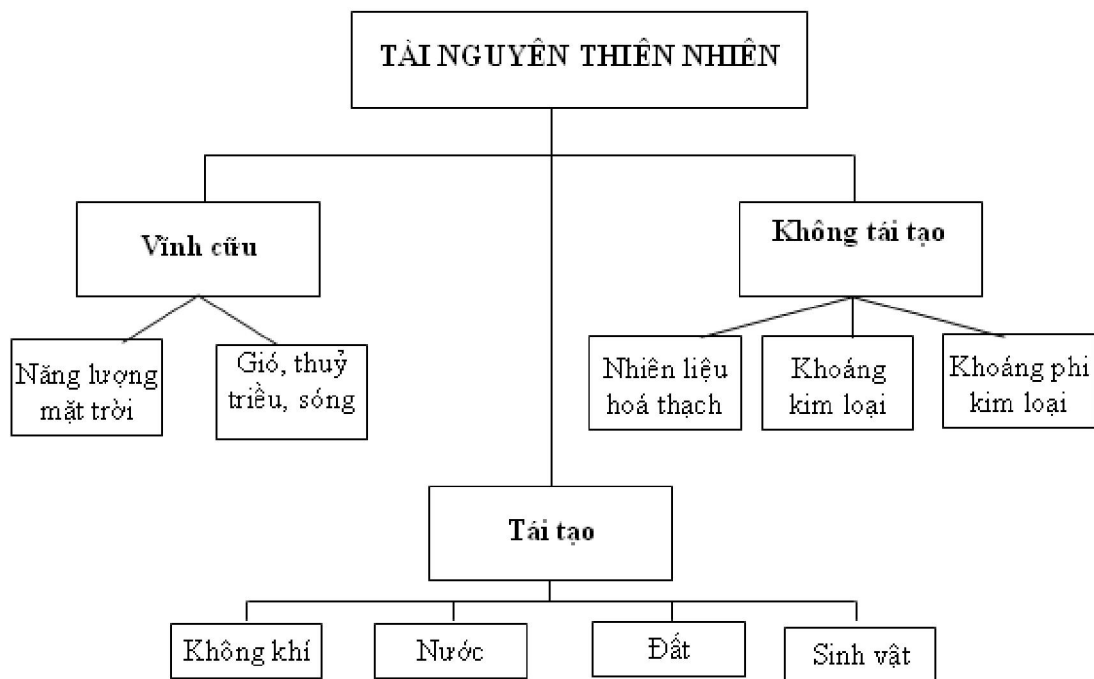 TÀI NGUYÊN THIÊN NHIÊN
Vĩnh cữu
Không tái tạo
Năng lượng
mặt trời
Gió, thuỷ
triều, sóng
Nhiên liệu
hoá thạch
Khoáng
kim loại
Khoáng phi
kim loại
Tái tạo
Không khí
Nước
Đất
Sinh vật